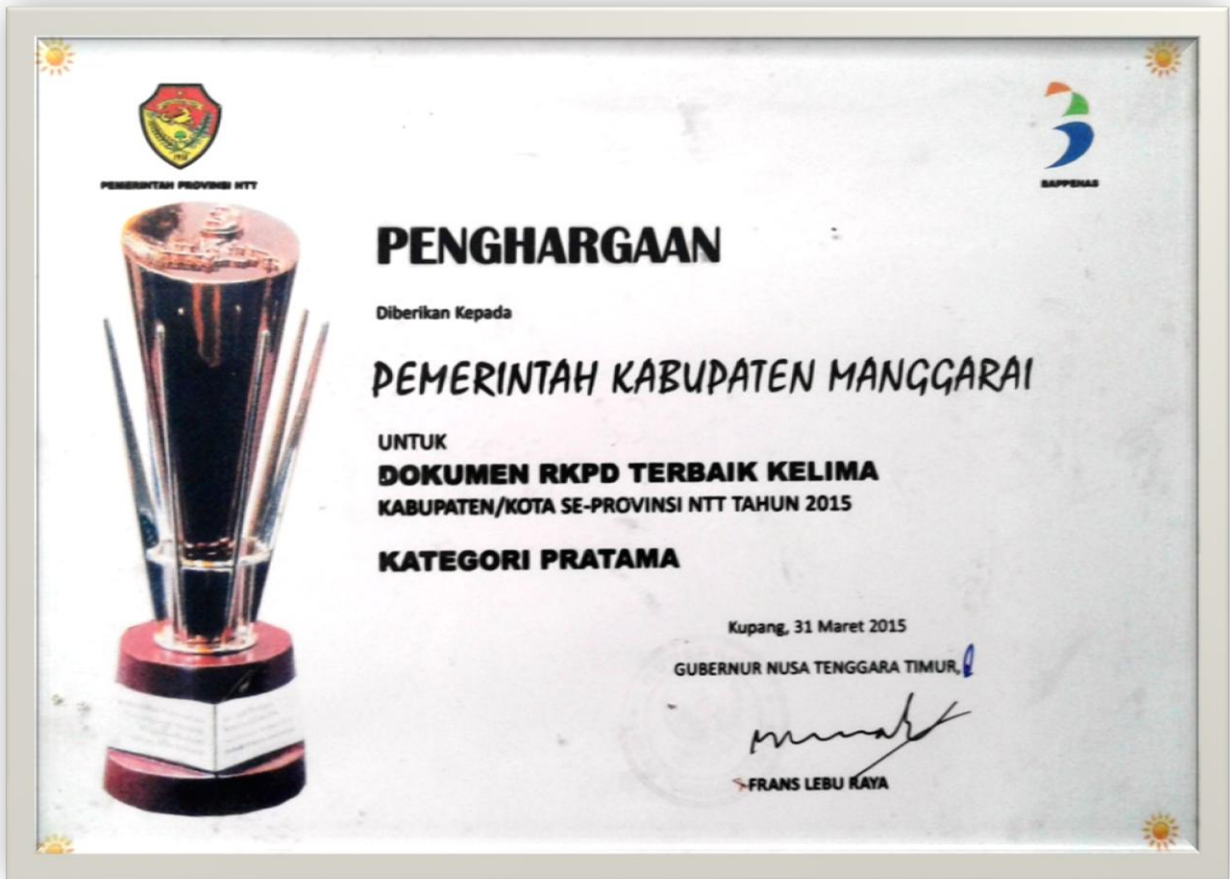 PEMERINTAH PROVINSI NTT
BAPPENAS
PENGHARGAAN
Diberikan Kepada
PEMERINTAH KABUPATEN MANGGARAI
UNTUK
DOKUMEN RKPD TERBAIK KELIMA
KABUPATEN/KOTA SE-PROVINSI NTT TAHUN 2015
KATEGORI PRATAMA
Kupang, 31 Maret 2015
GUBERNUR NUSA TENGGARA TIMUR,
FRANS LEBU RAYA